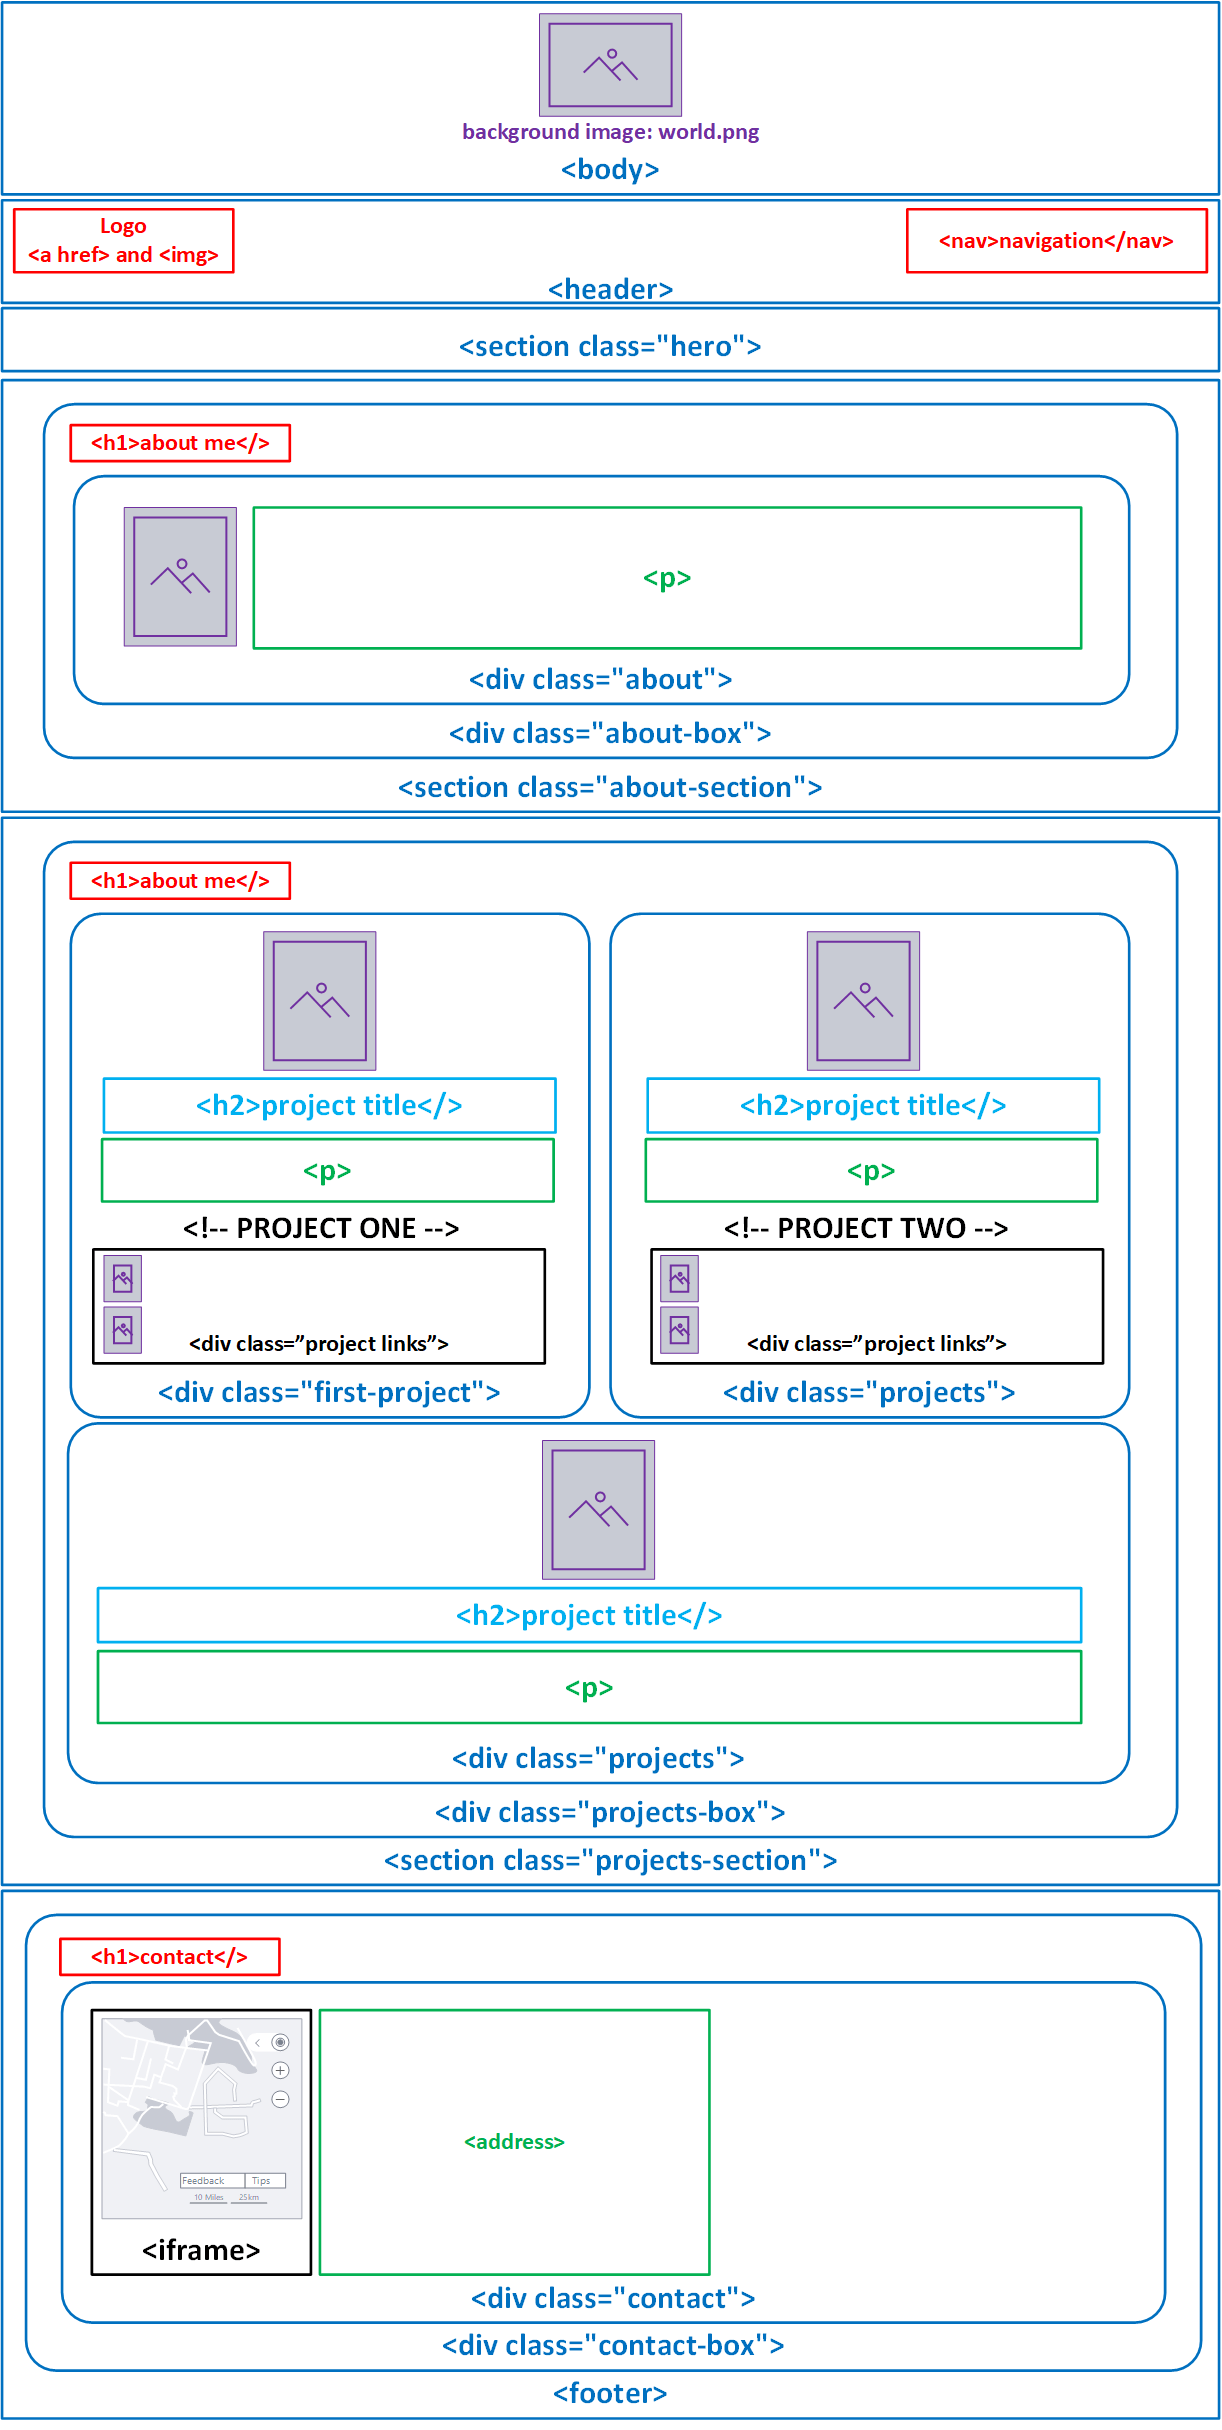 background image: world.png
<body>
Logo
<a href> and <img>
<nav>navigation</nav>
<header>
<section class="hero">
<h1>about me</>
<p>
<div class="about">
<div class="about-box">
<section class="about-section">
<h1>about me</>
<h2>project title</>
<p>
<!-- PROJECT ONE -->
<div class=”project links”>
<div class="first-project">
<h2>project title</>
<p>
<!-- PROJECT TWO -->
<div class=”project links”>
<div class="projects">
<h2>project title</>
<p>
<div class="projects">
<div class="projects-box">
<section class="projects-section">
<h1>contact</>
Feedback
Tips
10 Miles
25km
<iframe>
<address>
<div class="contact">
<div class="contact-box">
<footer>